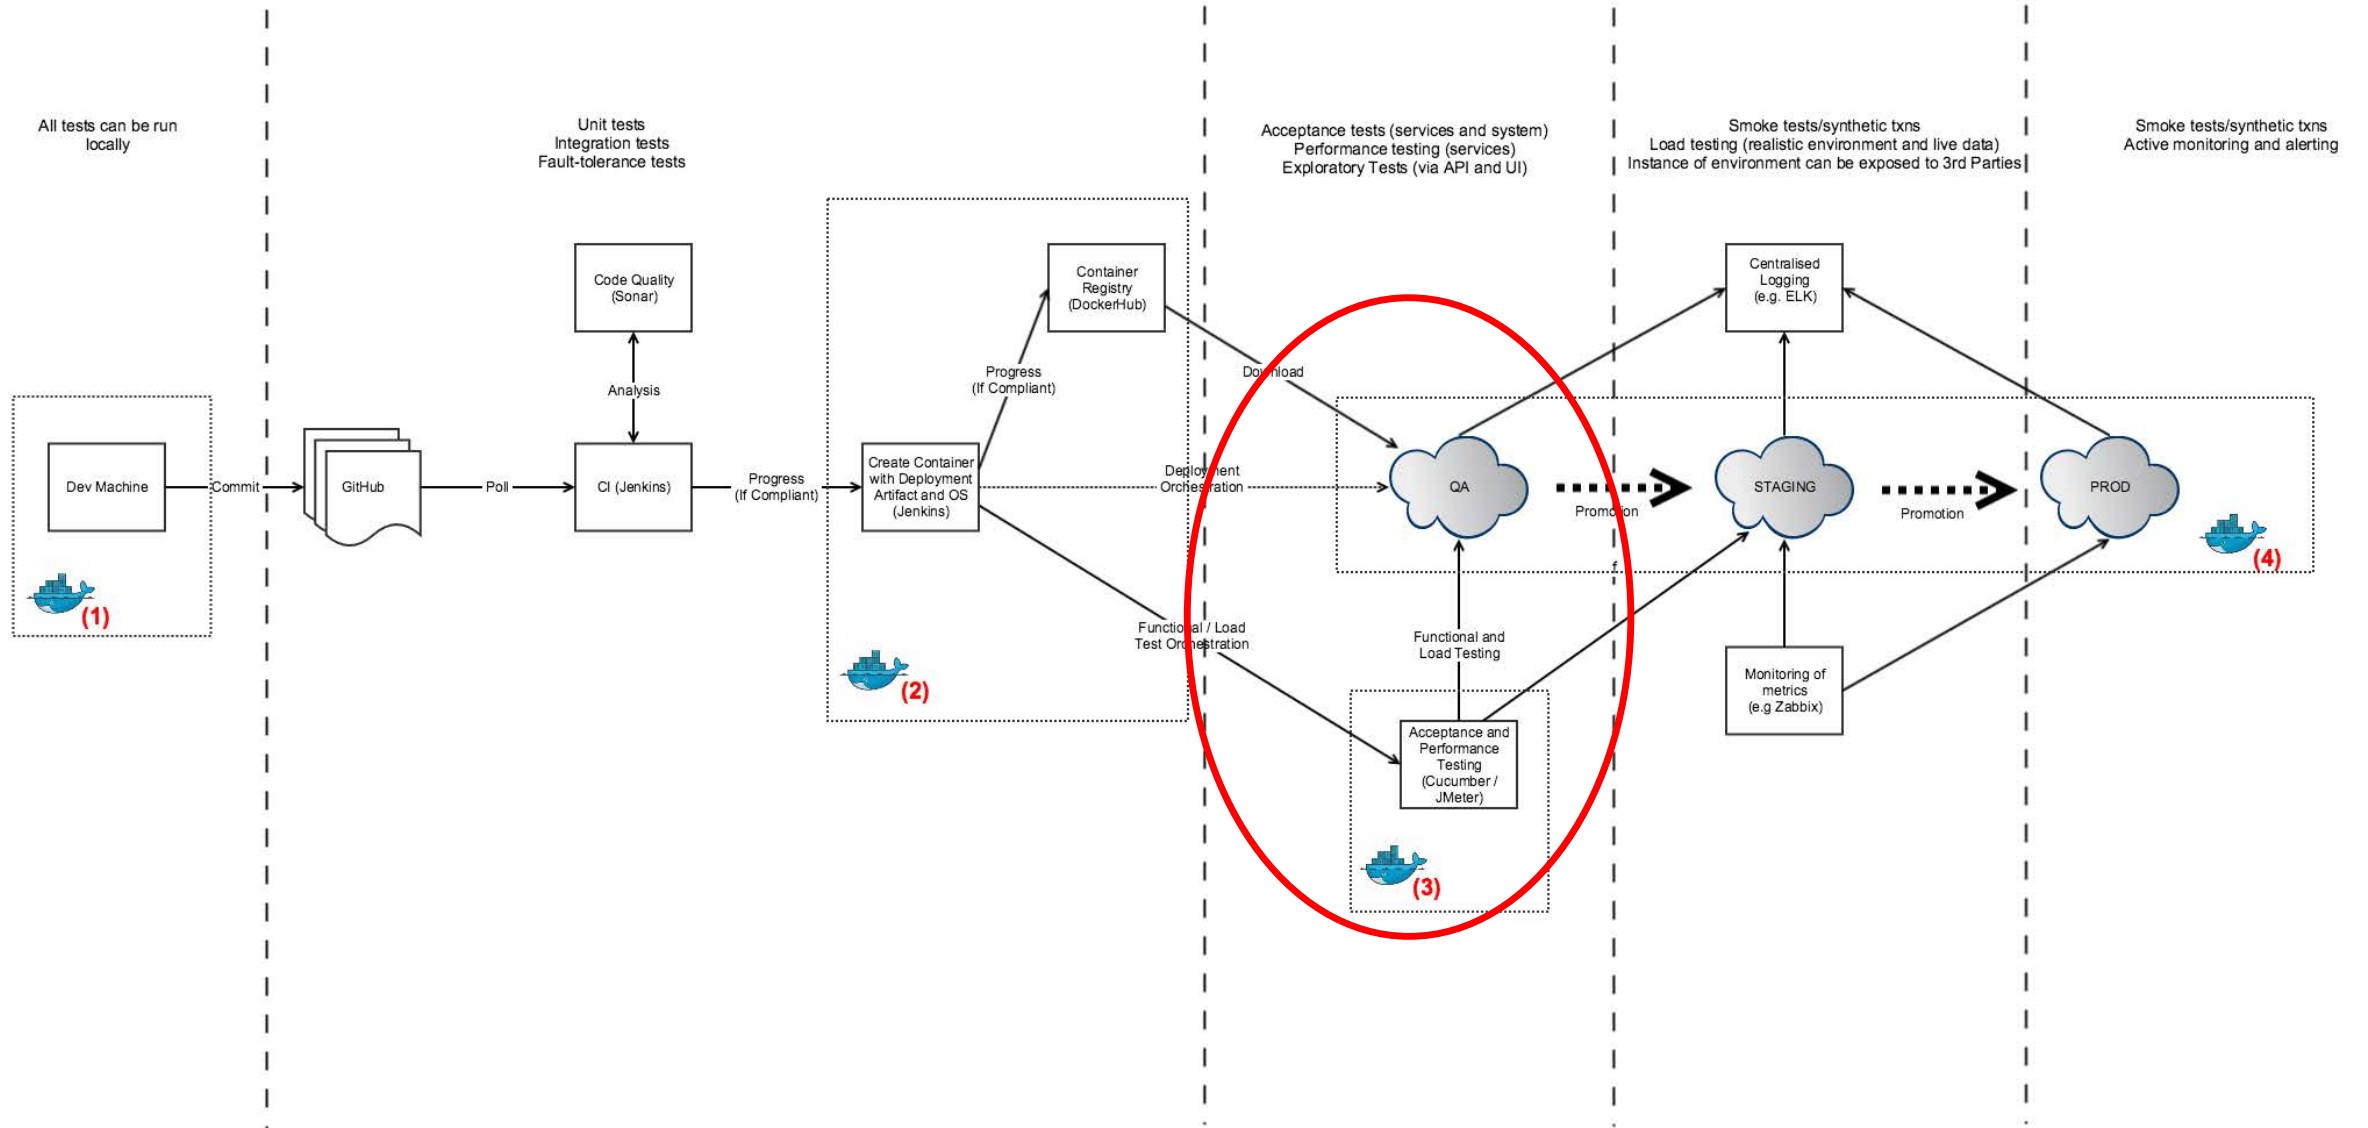 All tests can be run
locally
Unit tests
Integration tests
Fault-tolerance tests
Acceptance tests (services and system)
Performance testing (services)
Exploratory Tests (via API and UI)
Smoke tests/synthetic txns
Load testing (realistic environment and live data)
Instance of environment can be exposed to 3rd Parties
Smoke tests/synthetic txns
Active monitoring and alerting
Code Quality
(Sonar)
Container
Registry
(DockerHub)
Centralised
Logging
(e.g. ELK)
Analysis
Progress
(If Compliant)
Download
Dev Machine
Commit
GitHub
Poll
CI (Jenkins)
Progress
(If Compliant)
Create Container
with Deployment
Artifact and OS
(Jenkins)
Deployment
Orchestration
QA
Promotion
STAGING
Promotion
PROD
(4)
f
(1)
Functional / Load
Test Orchestration
Functional and
Load Testing
(2)
Monitoring of
metrics
(e.g Zabbix)
Acceptance and
Performance
Testing
(Cucumber /
JMeter)
(3)